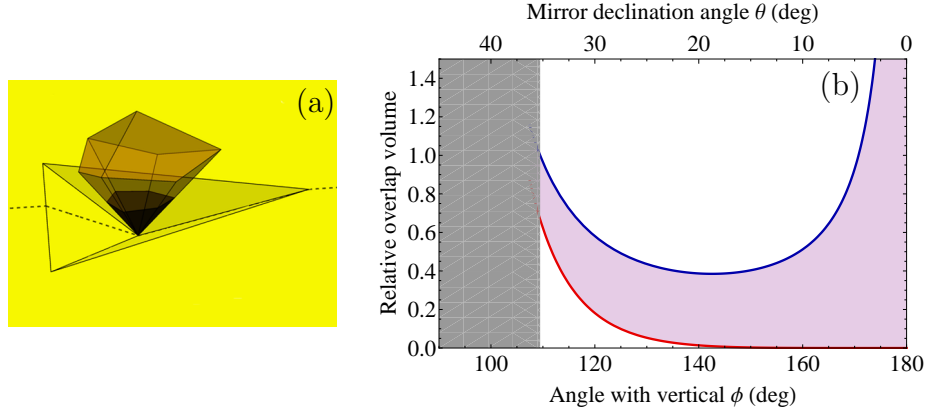 (a)
Mirror declination angle θ (deg)
40 30 20 10 0
(b)
Relative overlap volume
1.4
1.2
1.0
0.8
0.6
0.4
0.2
0.0
100 120 140 160 180
Angle with vertical ϕ (deg)